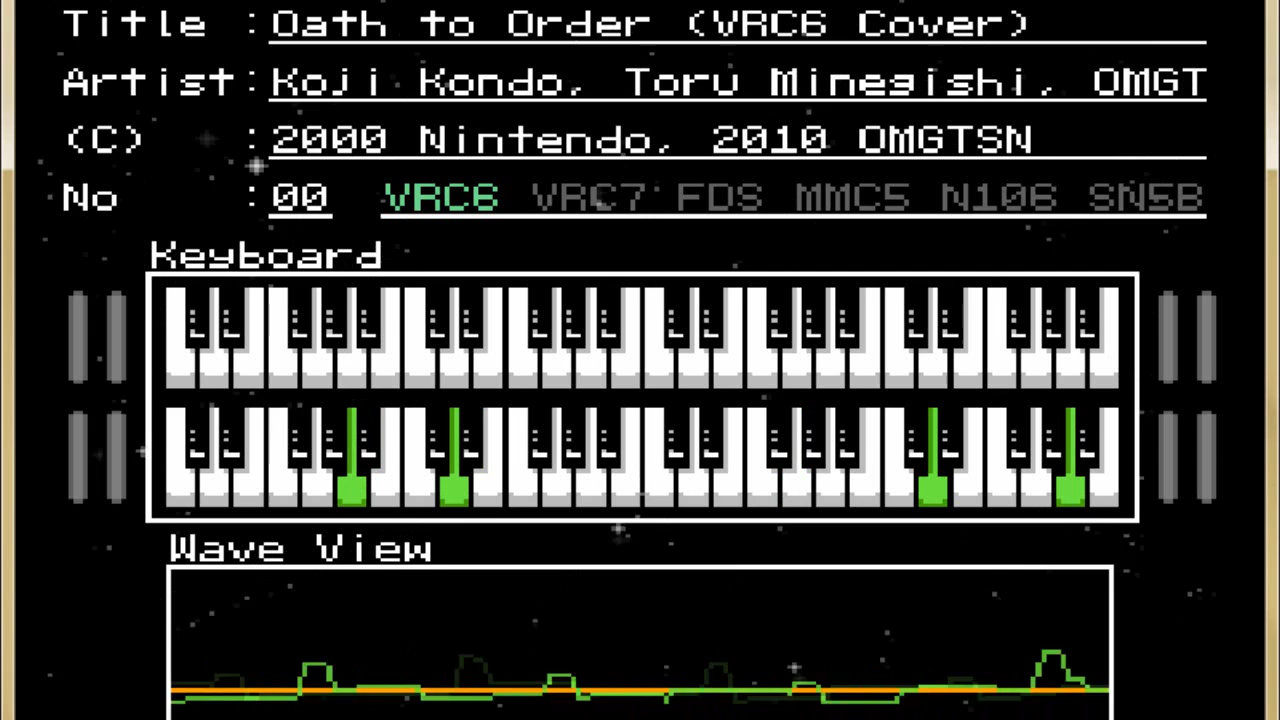 Title :Oath to Order (VRC6 Cover)
Artist:Koji Kondo, Toru Minegishi, OMGT
(C) :2000 Nintendo, 2010 OMGTSN
No :00 VRC6 VRC7 FDS MMC5 N106 SN5B
Keyboard
Wave View